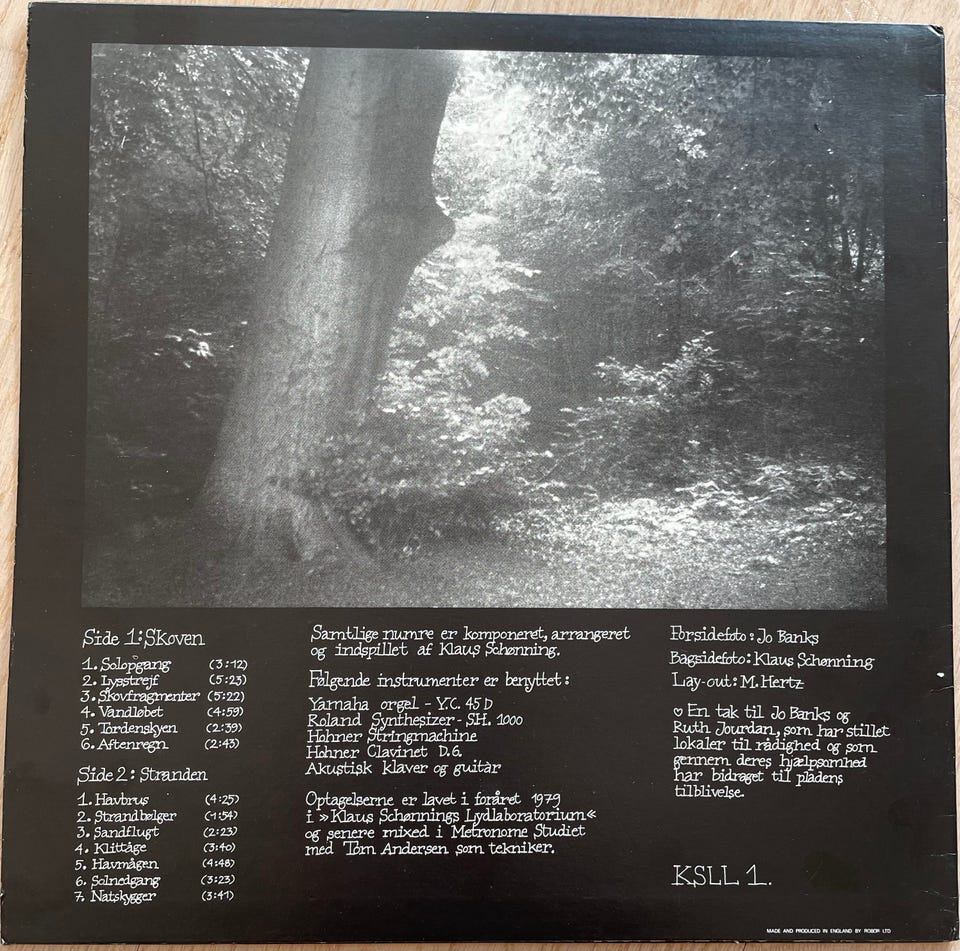 Side 1: Skoven
1. Solopgang (3:12)
2. Lysstrejf (5:23)
3. Skovfragmenter (5:22)
4. Vandløbet (4:59)
5. Tordenskyen (2:39)
6. Aftenregn (2:43)
Side 2: Stranden
1. Havbrus (4:25)
2. Strandbølger (1:54)
3. Sandflugt (2:23)
4. Klittåge (3:40)
5. Havmågen (4:48)
6. Solnedgang (3:23)
7. Natskygger (3:41)
Samtlige numre er komponeret, arrangeret
og indspillet af Klaus Schønning.
Følgende instrumenter er benyttet:
Yamaha orgel - Y.C. 45 D
Roland Synthesizer - S.H. 1000
Hohner Stringmachine
Hohner Clavinet D.6.
Akustisk klaver og guitar
Optagelserne er lavet i foråret 1979
i »Klaus Schønnings Lydlaboratorium«
og senere mixed i Metronome Studiet
med Tom Andersen som tekniker.
Forsidefoto: Jo Banks
Bagsidefoto: Klaus Schønning
Lay-out: M. Hertz
♡ En tak til Jo Banks og
Ruth Jourdan, som har stillet
lokaler til rådighed og som
gennem deres hjælpsomhed
har bidraget til pladens
tilblivelse.
KSLL 1.
MADE AND PRODUCED IN ENGLAND BY ROBOR LTD